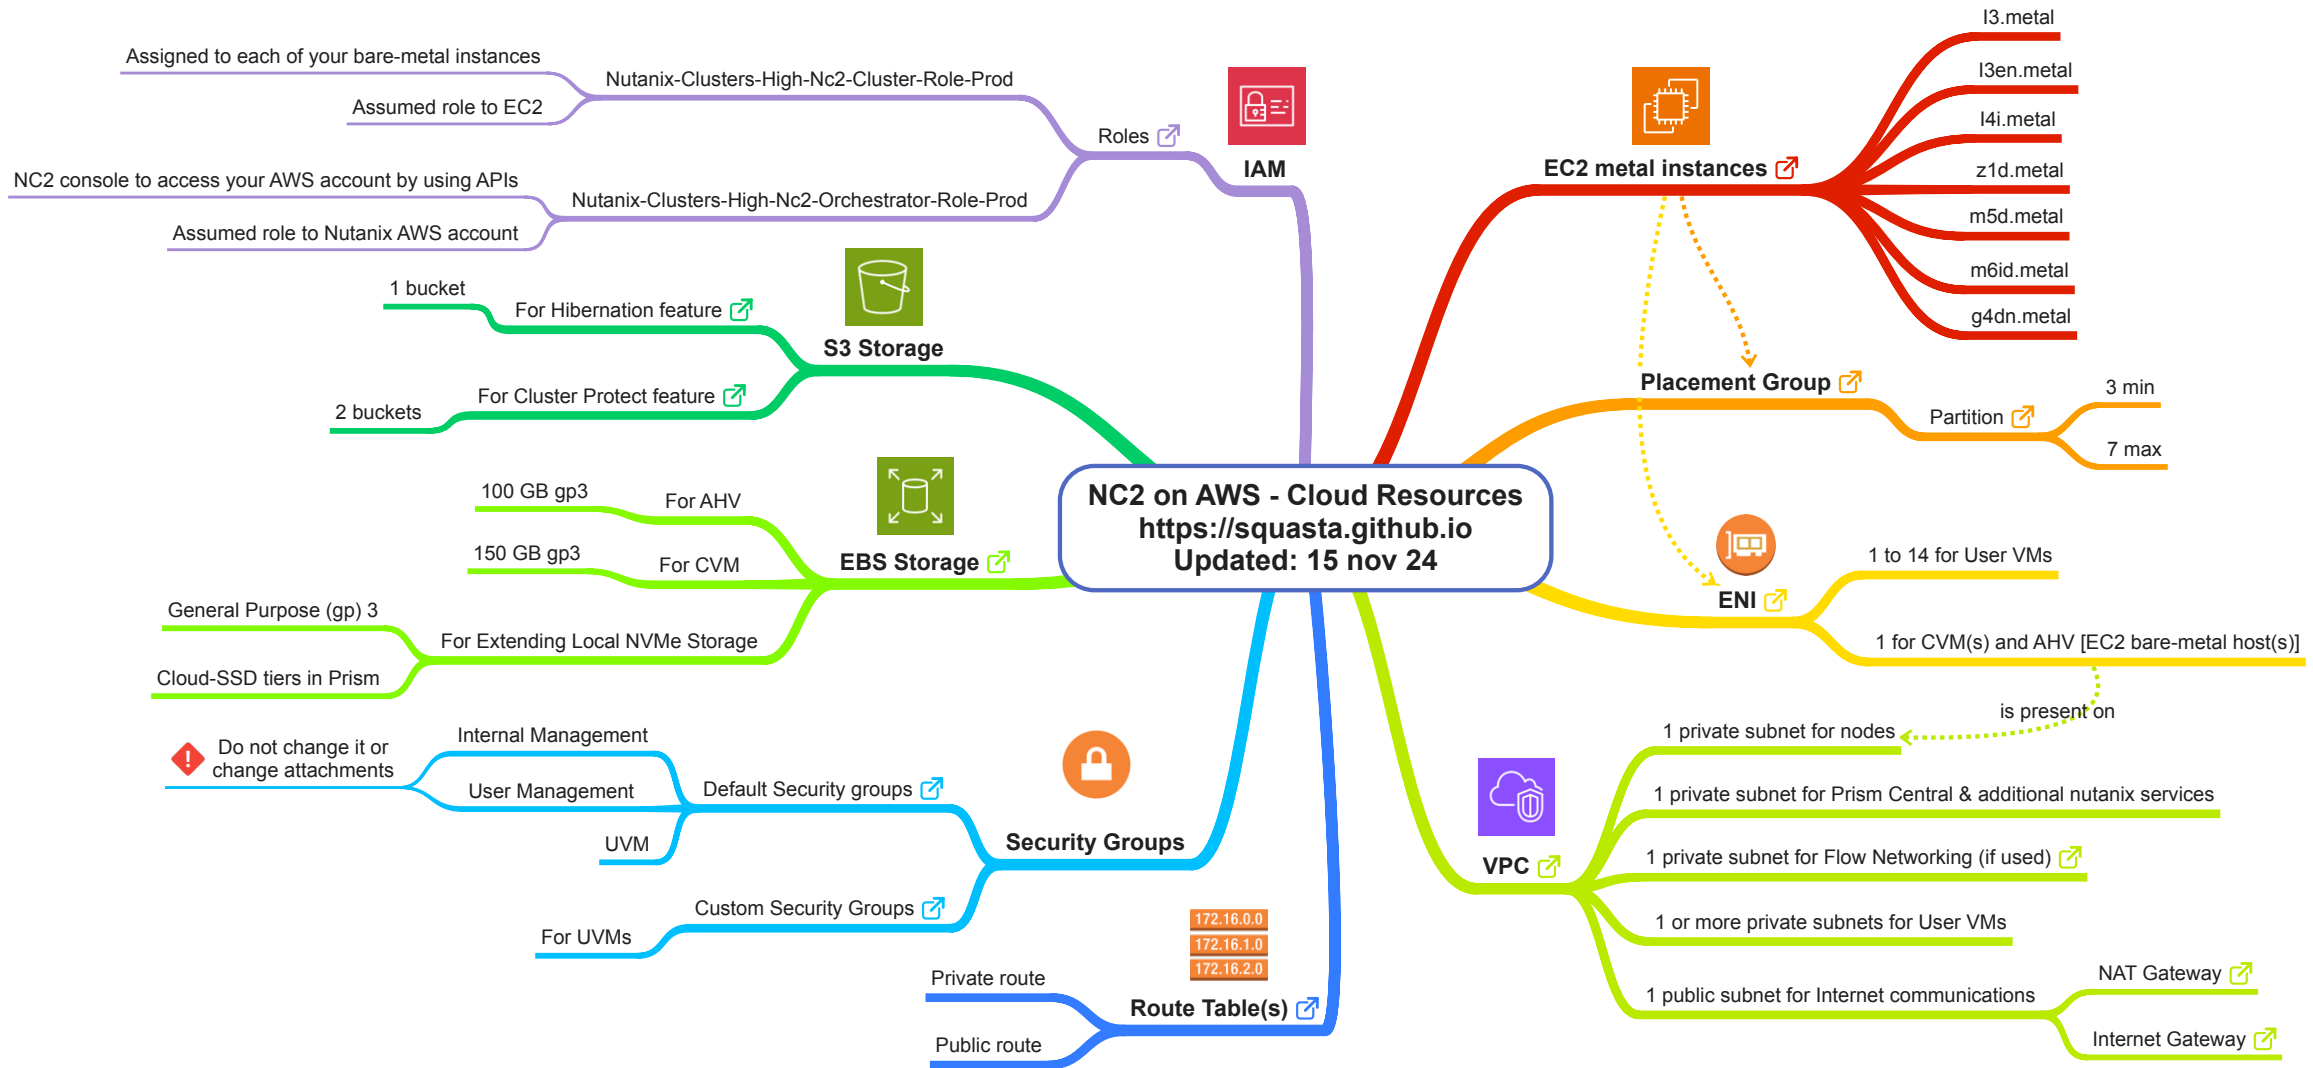 NC2 on AWS - Cloud Resources
https://squasta.github.io
Updated: 15 nov 24
IAM
Roles
Nutanix-Clusters-High-Nc2-Cluster-Role-Prod
Assigned to each of your bare-metal instances
Assumed role to EC2
Nutanix-Clusters-High-Nc2-Orchestrator-Role-Prod
NC2 console to access your AWS account by using APIs
Assumed role to Nutanix AWS account
S3 Storage
For Hibernation feature
1 bucket
For Cluster Protect feature
2 buckets
EBS Storage
For AHV
100 GB gp3
For CVM
150 GB gp3
For Extending Local NVMe Storage
General Purpose (gp) 3
Cloud-SSD tiers in Prism
Security Groups
Default Security groups
Internal Management
User Management
Do not change it or
change attachments
UVM
Custom Security Groups
For UVMs
172.16.0.0
172.16.1.0
172.16.2.0
Route Table(s)
Private route
Public route
EC2 metal instances
I3.metal
I3en.metal
I4i.metal
z1d.metal
m5d.metal
m6id.metal
g4dn.metal
Placement Group
Partition
3 min
7 max
ENI
1 to 14 for User VMs
1 for CVM(s) and AHV [EC2 bare-metal host(s)]
is present on
VPC
1 private subnet for nodes
1 private subnet for Prism Central & additional nutanix services
1 private subnet for Flow Networking (if used)
1 or more private subnets for User VMs
1 public subnet for Internet communications
NAT Gateway
Internet Gateway